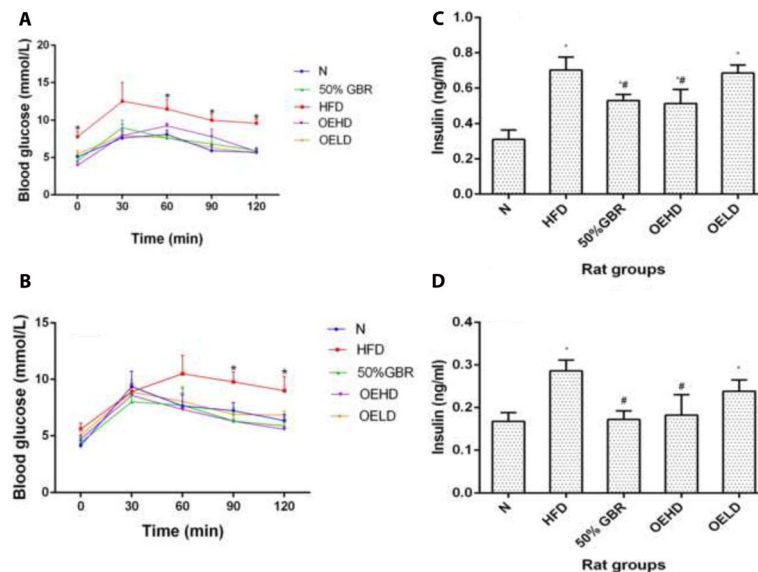 A
Blood glucose (mmol/L)
20
15
10
5
0
*
*
*
*
0
30
60
90
120
Time (min)
N
50% GBR
HFD
OEHD
OELD
C
Insulin (ng/ml)
0.8
0.6
0.4
0.2
0.0
*
*#
*#
*
N
HFD
50%GBR
OEHD
OELD
Rat groups
B
Blood glucose (mmol/L)
15
10
5
0
*
*
0
30
60
90
120
Time (min)
N
HFD
50%GBR
OEHD
OELD
D
Insulin (ng/ml)
0.4
0.3
0.2
0.1
0.0
*
#
#
*
N
HFD
50% GBR
OEHD
OELD
Rat groups